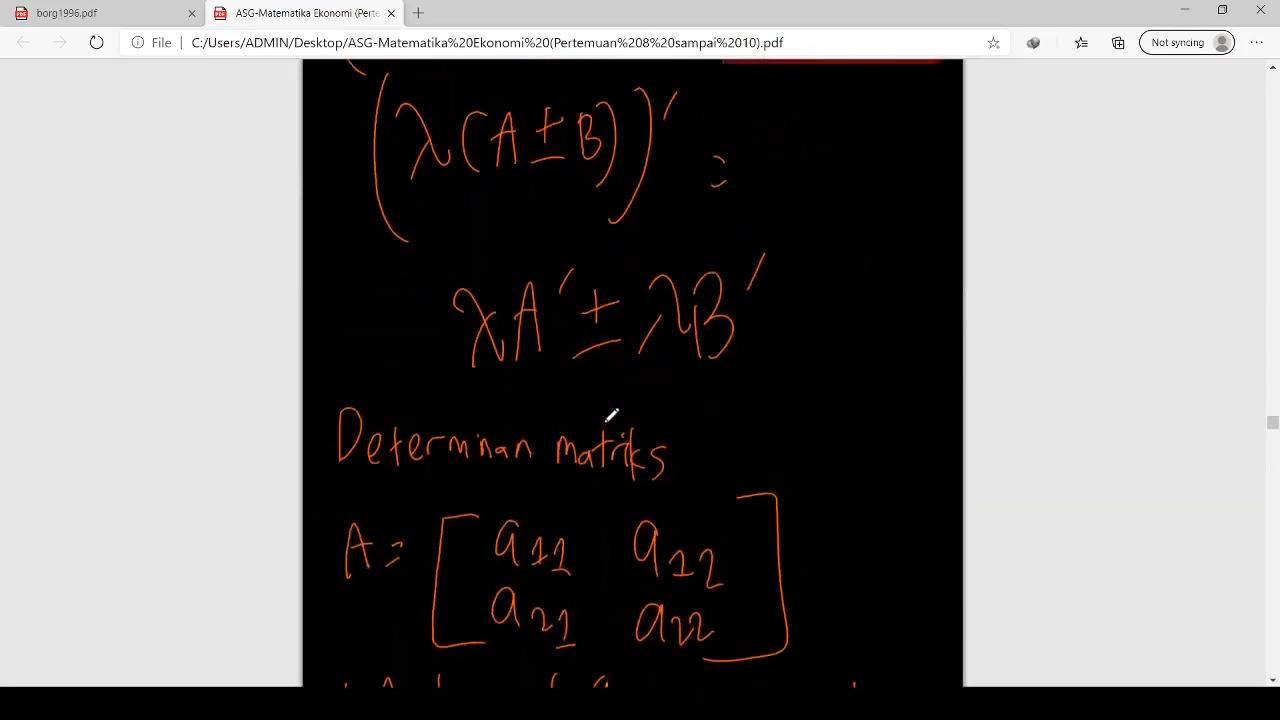 borg1996.pdf
ASG-Matematika Ekonomi (Perte
Not syncing
File
C:/Users/ADMIN/Desktop/ASG-Matematika%20Ekonomi%20(Pertemuan%208%20sampai%2010).pdf
(λ(A ± B))′ =
λA′ ± λB′
Determinan matriks
A = [ a11 a12
a21 a22 ]